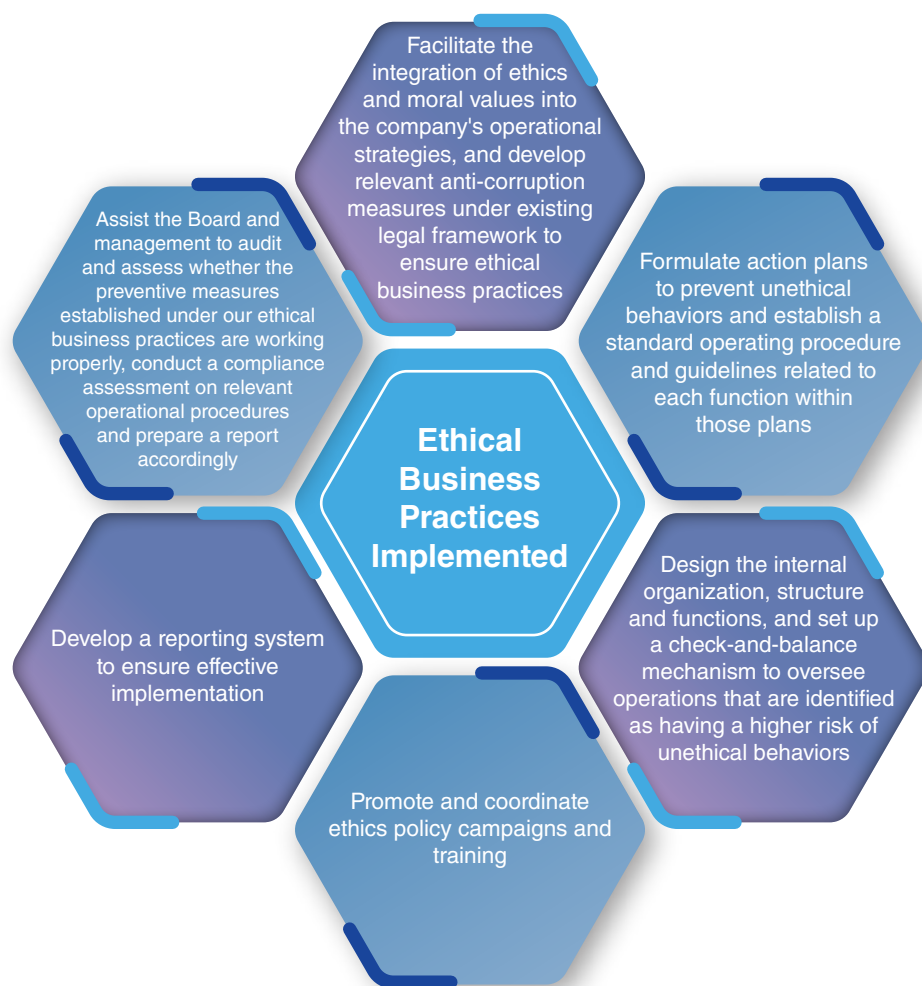 Facilitate the
integration of ethics
and moral values into
the company's operational
strategies, and develop
relevant anti-corruption
measures under existing
legal framework to
ensure ethical
business practices
Assist the Board and
management to audit
and assess whether the
preventive measures
established under our ethical
business practices are working
properly, conduct a compliance
assessment on relevant
operational procedures
and prepare a report
accordingly
Formulate action plans
to prevent unethical
behaviors and establish a
standard operating procedure
and guidelines related to
each function within
those plans
Ethical
Business
Practices
Implemented
Develop a reporting system
to ensure effective
implementation
Design the internal
organization, structure
and functions, and set up
a check-and-balance
mechanism to oversee
operations that are identified
as having a higher risk of
unethical behaviors
Promote and coordinate
ethics policy campaigns and
training